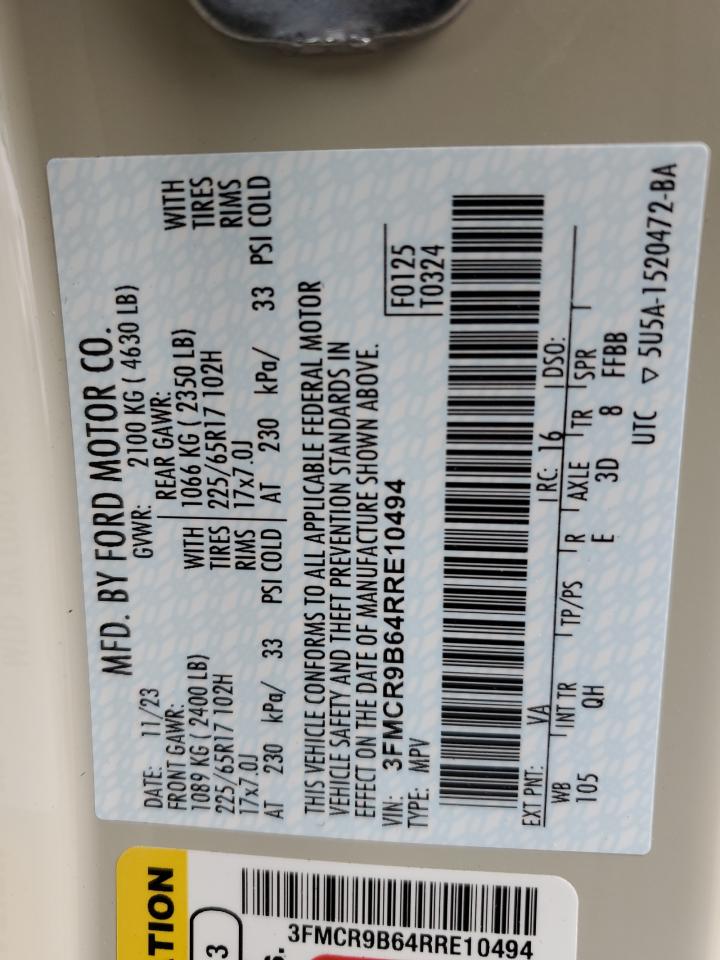 MFD. BY FORD MOTOR CO.
DATE: 11/23 GVWR: 2100 KG ( 4630 LB)
FRONT GAWR: REAR GAWR:
1089 KG ( 2400 LB) WITH 1066 KG ( 2350 LB) WITH
225/65R17 102H TIRES 225/65R17 102H TIRES
17x7.0J RIMS 17x7.0J RIMS
AT 230 kPa/ 33 PSI COLD AT 230 kPa/ 33 PSI COLD
THIS VEHICLE CONFORMS TO ALL APPLICABLE FEDERAL MOTOR
VEHICLE SAFETY AND THEFT PREVENTION STANDARDS IN
EFFECT ON THE DATE OF MANUFACTURE SHOWN ABOVE.
VIN: 3FMCR9B64RRE10494 F0125
TYPE: MPV T0324
EXT PNT: VA RC: 16 DSO:
WB INT TR TP/PS R AXLE TR SPR
105 QH E 3D 8 FFBB
UTC ▽ 5U5A-1520472-BA
3FMCR9B64RRE10494